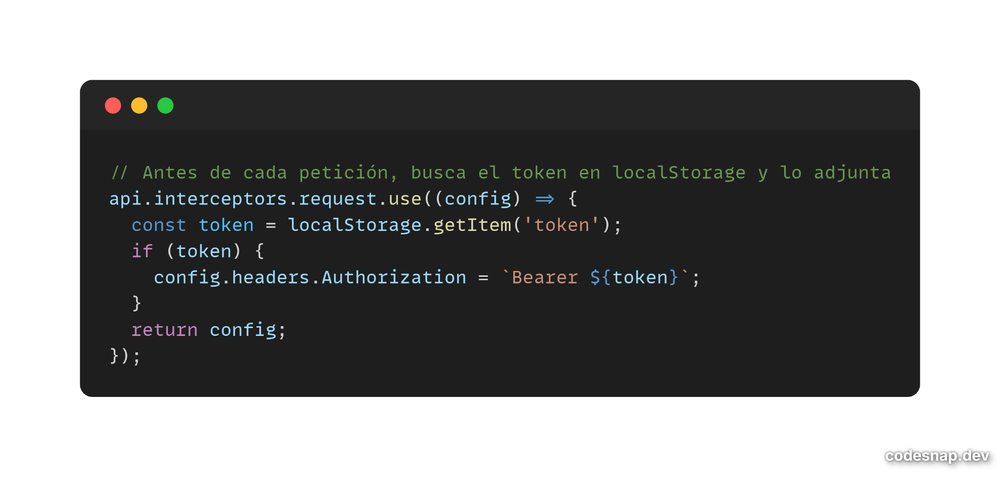 // Antes de cada petición, busca el token en localStorage y lo adjunta
api.interceptors.request.use((config) => {
  const token = localStorage.getItem('token');
  if (token) {
    config.headers.Authorization = `Bearer ${token}`;
  }
  return config;
});
codesnap.dev